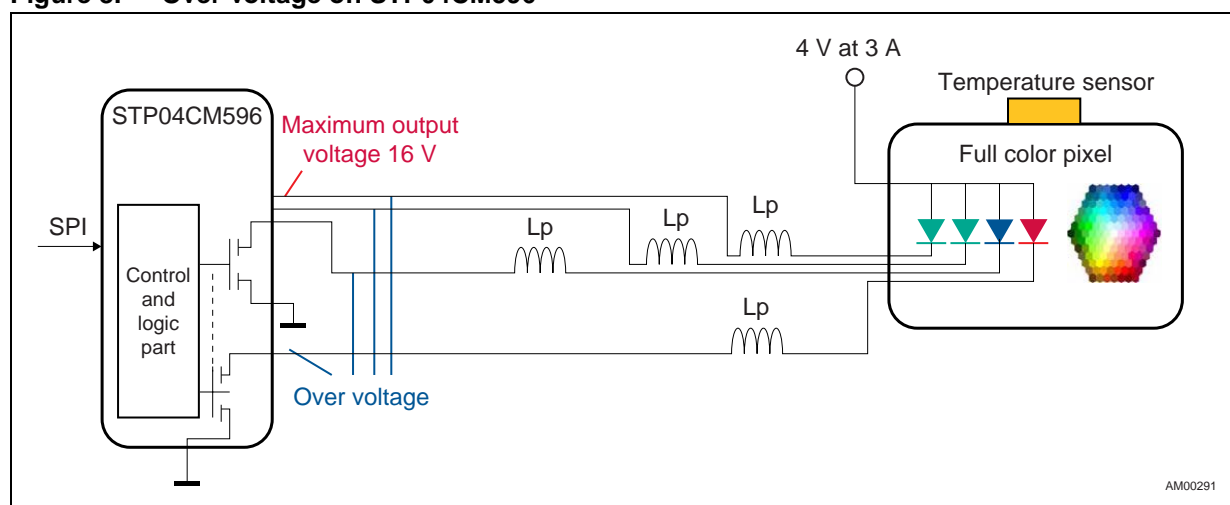 4 V at 3 A
STP04CM596
Temperature sensor
Maximum output
voltage 16 V
Full color pixel
SPI
Lp
Lp
Lp
Control
and
logic
part
Lp
Over voltage
AM00291